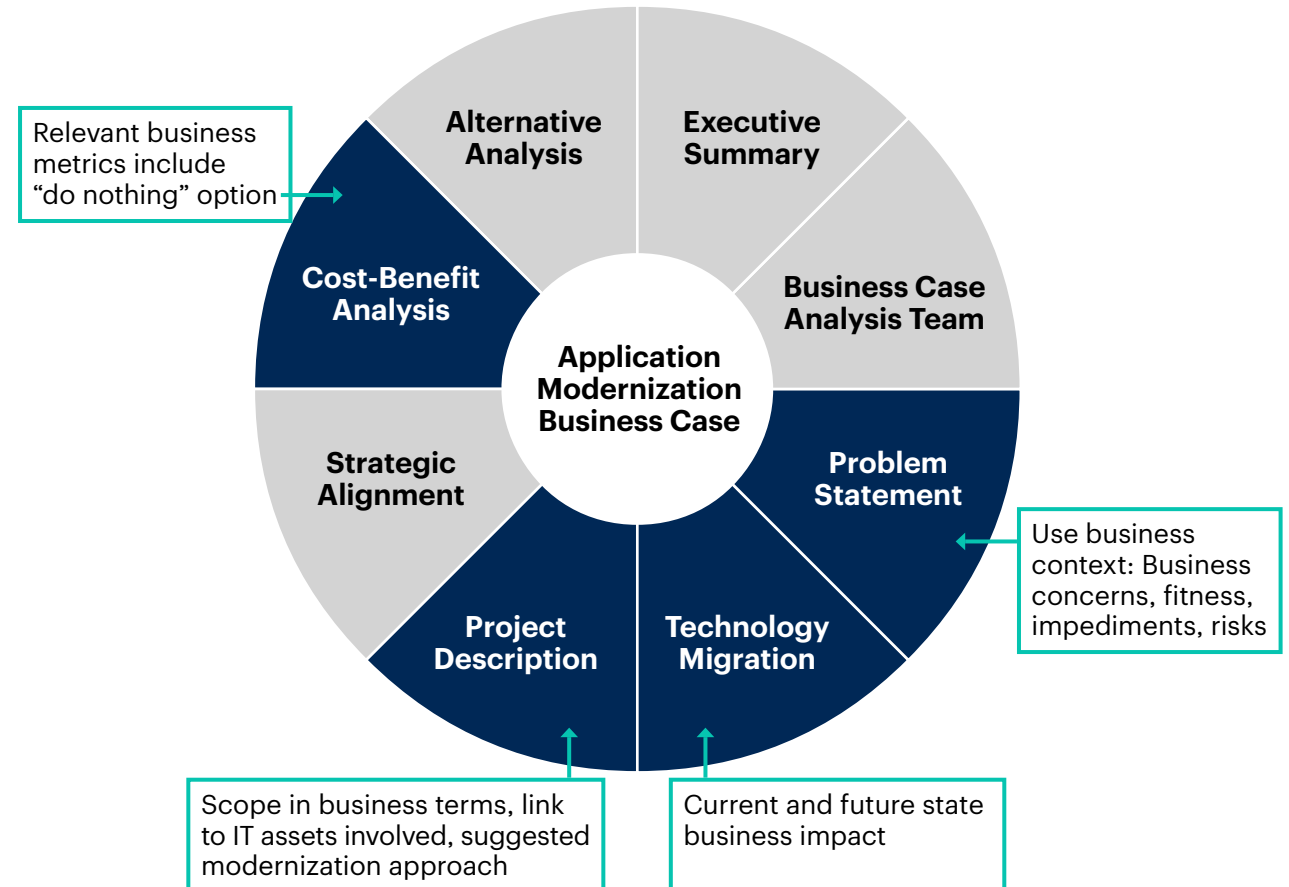 Alternative
Analysis
Executive
Summary
Relevant business
metrics include
“do nothing” option
Cost-Benefit
Analysis
Business Case
Analysis Team
Application
Modernization
Business Case
Strategic
Alignment
Problem
Statement
Use business
context: Business
concerns, fitness,
impediments, risks
Project
Description
Technology
Migration
Scope in business terms, link
to IT assets involved, suggested
modernization approach
Current and future state
business impact